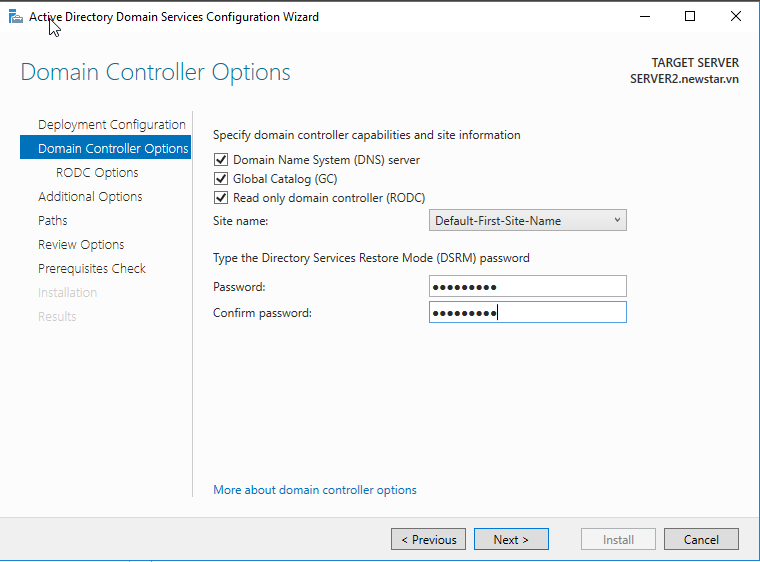 Active Directory Domain Services Configuration Wizard
Domain Controller Options
TARGET SERVER
SERVER2.newstar.vn
Deployment Configuration
Domain Controller Options
RODC Options
Additional Options
Paths
Review Options
Prerequisites Check
Installation
Results
Specify domain controller capabilities and site information
Domain Name System (DNS) server
Global Catalog (GC)
Read only domain controller (RODC)
Site name:
Default-First-Site-Name
Type the Directory Services Restore Mode (DSRM) password
Password:
●●●●●●●●●
Confirm password:
●●●●●●●●●
More about domain controller options
< Previous
Next >
Install
Cancel